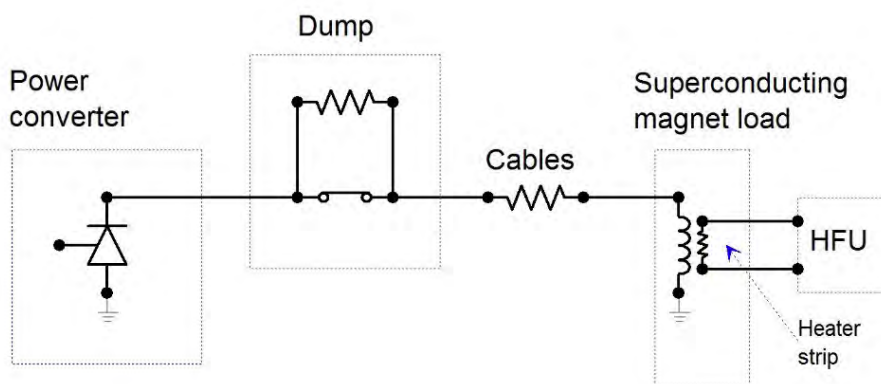 Dump
Power
converter
Superconducting
magnet load
Cables
HFU
Heater
strip